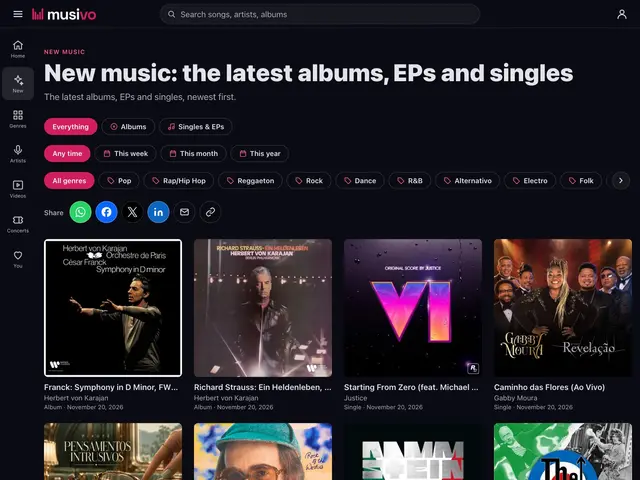 musivo
Search songs, artists, albums
Home
New
Genres
Artists
Videos
Concerts
You
NEW MUSIC
New music: the latest albums, EPs and singles
The latest albums, EPs and singles, newest first.
Everything
Albums
Singles & EPs
Any time
This week
This month
This year
All genres
Pop
Rap/Hip Hop
Reggaeton
Rock
Dance
R&B
Alternativo
Electro
Folk
Share
Herbert von Karajan
Orchestre de Paris
César Franck
Symphony in D minor
RICHARD STRAUSS · EIN HELDENLEBEN
HERBERT VON KARAJAN
BERLIN PHILHARMONIC
ORIGINAL SCORE BY JUSTICE
VI
GABBY
MOURA
Revelação
Franck: Symphony in D Minor, FW...
Herbert von Karajan
Album · November 20, 2026
Richard Strauss: Ein Heldenleben, ...
Herbert von Karajan
Album · November 20, 2026
Starting From Zero (feat. Michael ...
Justice
Single · November 20, 2026
Caminho das Flores (Ao Vivo)
Gabby Moura
Single · November 20, 2026
PENSAMENTOS
INTRUSIVOS
RAMM
STEIN
The